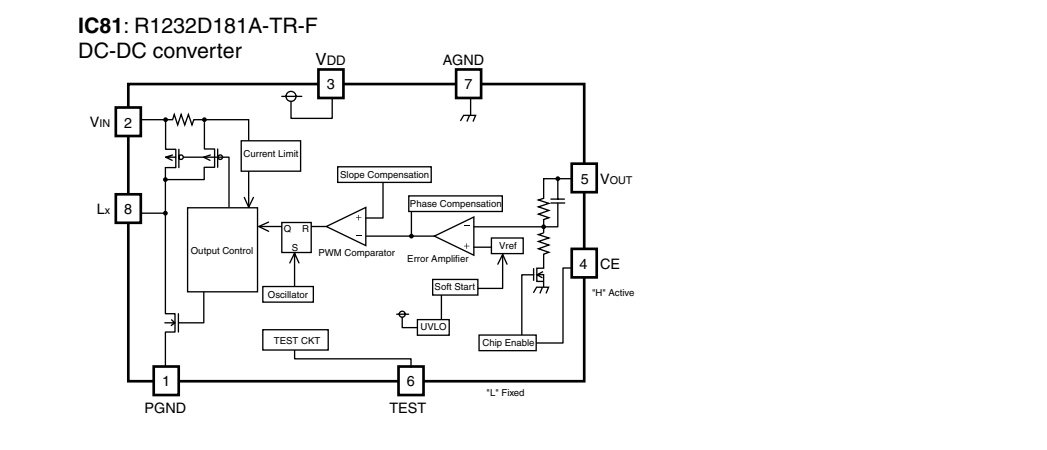 IC81: R1232D181A-TR-F
DC-DC converter
VDD
AGND
3
7
VIN
2
Current Limit
Slope Compensation
5
VOUT
Phase Compensation
LX
8
+
−
Q
R
S
−
+
Vref
Output Control
PWM Comparator
Error Amplifier
4
CE
Oscillator
Soft Start
"H" Active
UVLO
TEST CKT
Chip Enable
1
6
"L" Fixed
PGND
TEST